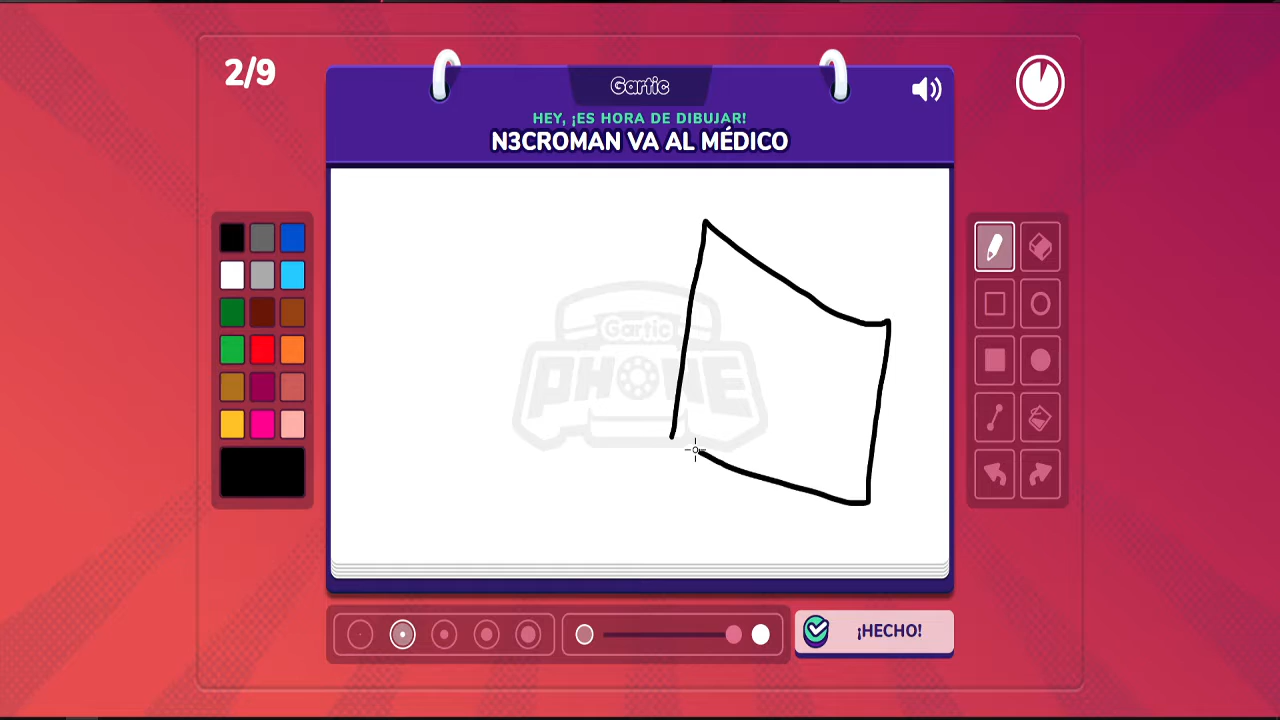 2/9
Gartic
HEY, ¡ES HORA DE DIBUJAR!
N3CROMAN VA AL MÉDICO
Gartic
PHONE
¡HECHO!